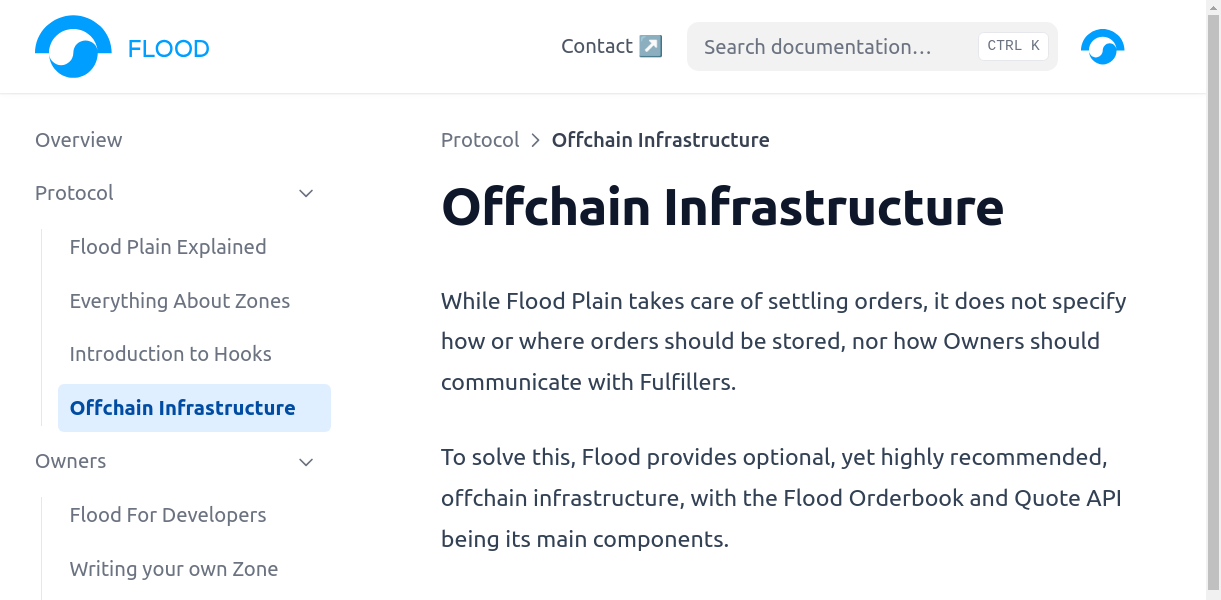 FLOOD
Contact ↗
Search documentation…
CTRL K
Overview
Protocol
Flood Plain Explained
Everything About Zones
Introduction to Hooks
Offchain Infrastructure
Owners
Flood For Developers
Writing your own Zone
Protocol > Offchain Infrastructure
Offchain Infrastructure
While Flood Plain takes care of settling orders, it does not specify
how or where orders should be stored, nor how Owners should
communicate with Fulfillers.
To solve this, Flood provides optional, yet highly recommended,
offchain infrastructure, with the Flood Orderbook and Quote API
being its main components.